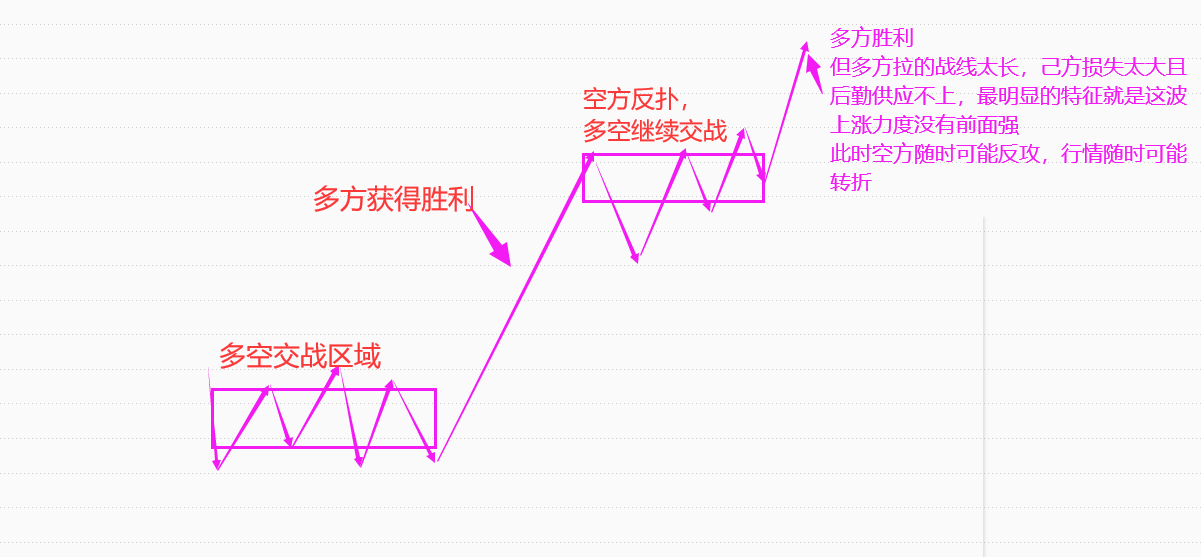 多方胜利
但多方拉的战线太长，己方损失太大且
后勤供应不上，最明显的特征就是这波
上涨力度没有前面强
此时空方随时可能反攻，行情随时可能
转折
空方反扑，
多空继续交战
多方获得胜利
多空交战区域